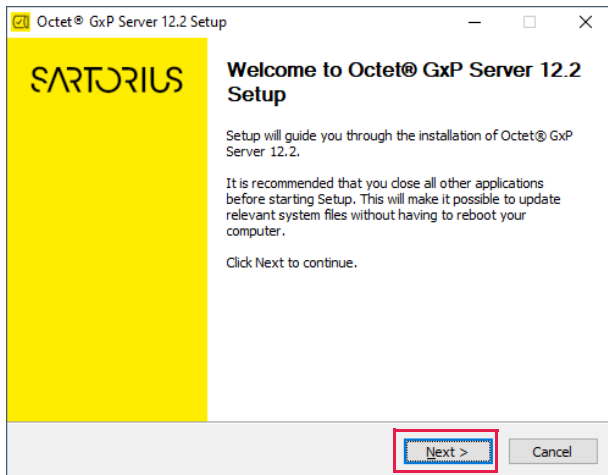 Octet® GxP Server 12.2 Setup
SARTORIUS
Welcome to Octet® GxP Server 12.2
Setup
Setup will guide you through the installation of Octet® GxP
Server 12.2.
It is recommended that you close all other applications
before starting Setup. This will make it possible to update
relevant system files without having to reboot your
computer.
Click Next to continue.
Next >
Cancel